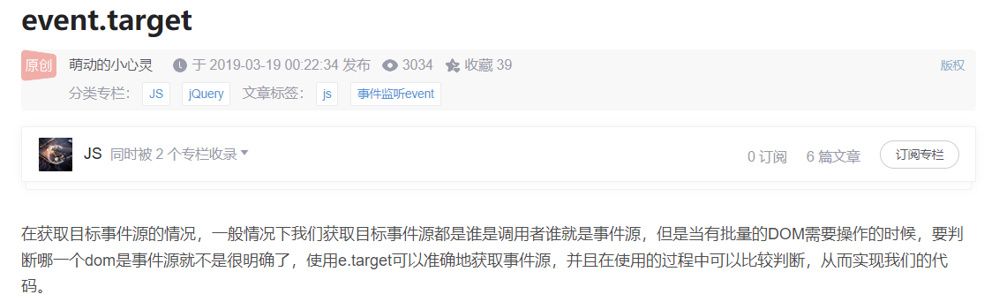 event.target
原创 萌动的小心灵 于 2019-03-19 00:22:34 发布 3034 收藏 39 版权
分类专栏： JS jQuery 文章标签： js 事件监听event
JS 同时被 2 个专栏收录 0 订阅 6 篇文章 订阅专栏
在获取目标事件源的情况，一般情况下我们获取目标事件源都是谁是调用者谁就是事件源，但是当有批量的DOM需要操作的时候，要判
断哪一个dom是事件源就不是很明确了，使用e.target可以准确地获取事件源，并且在使用的过程中可以比较判断，从而实现我们的代
码。